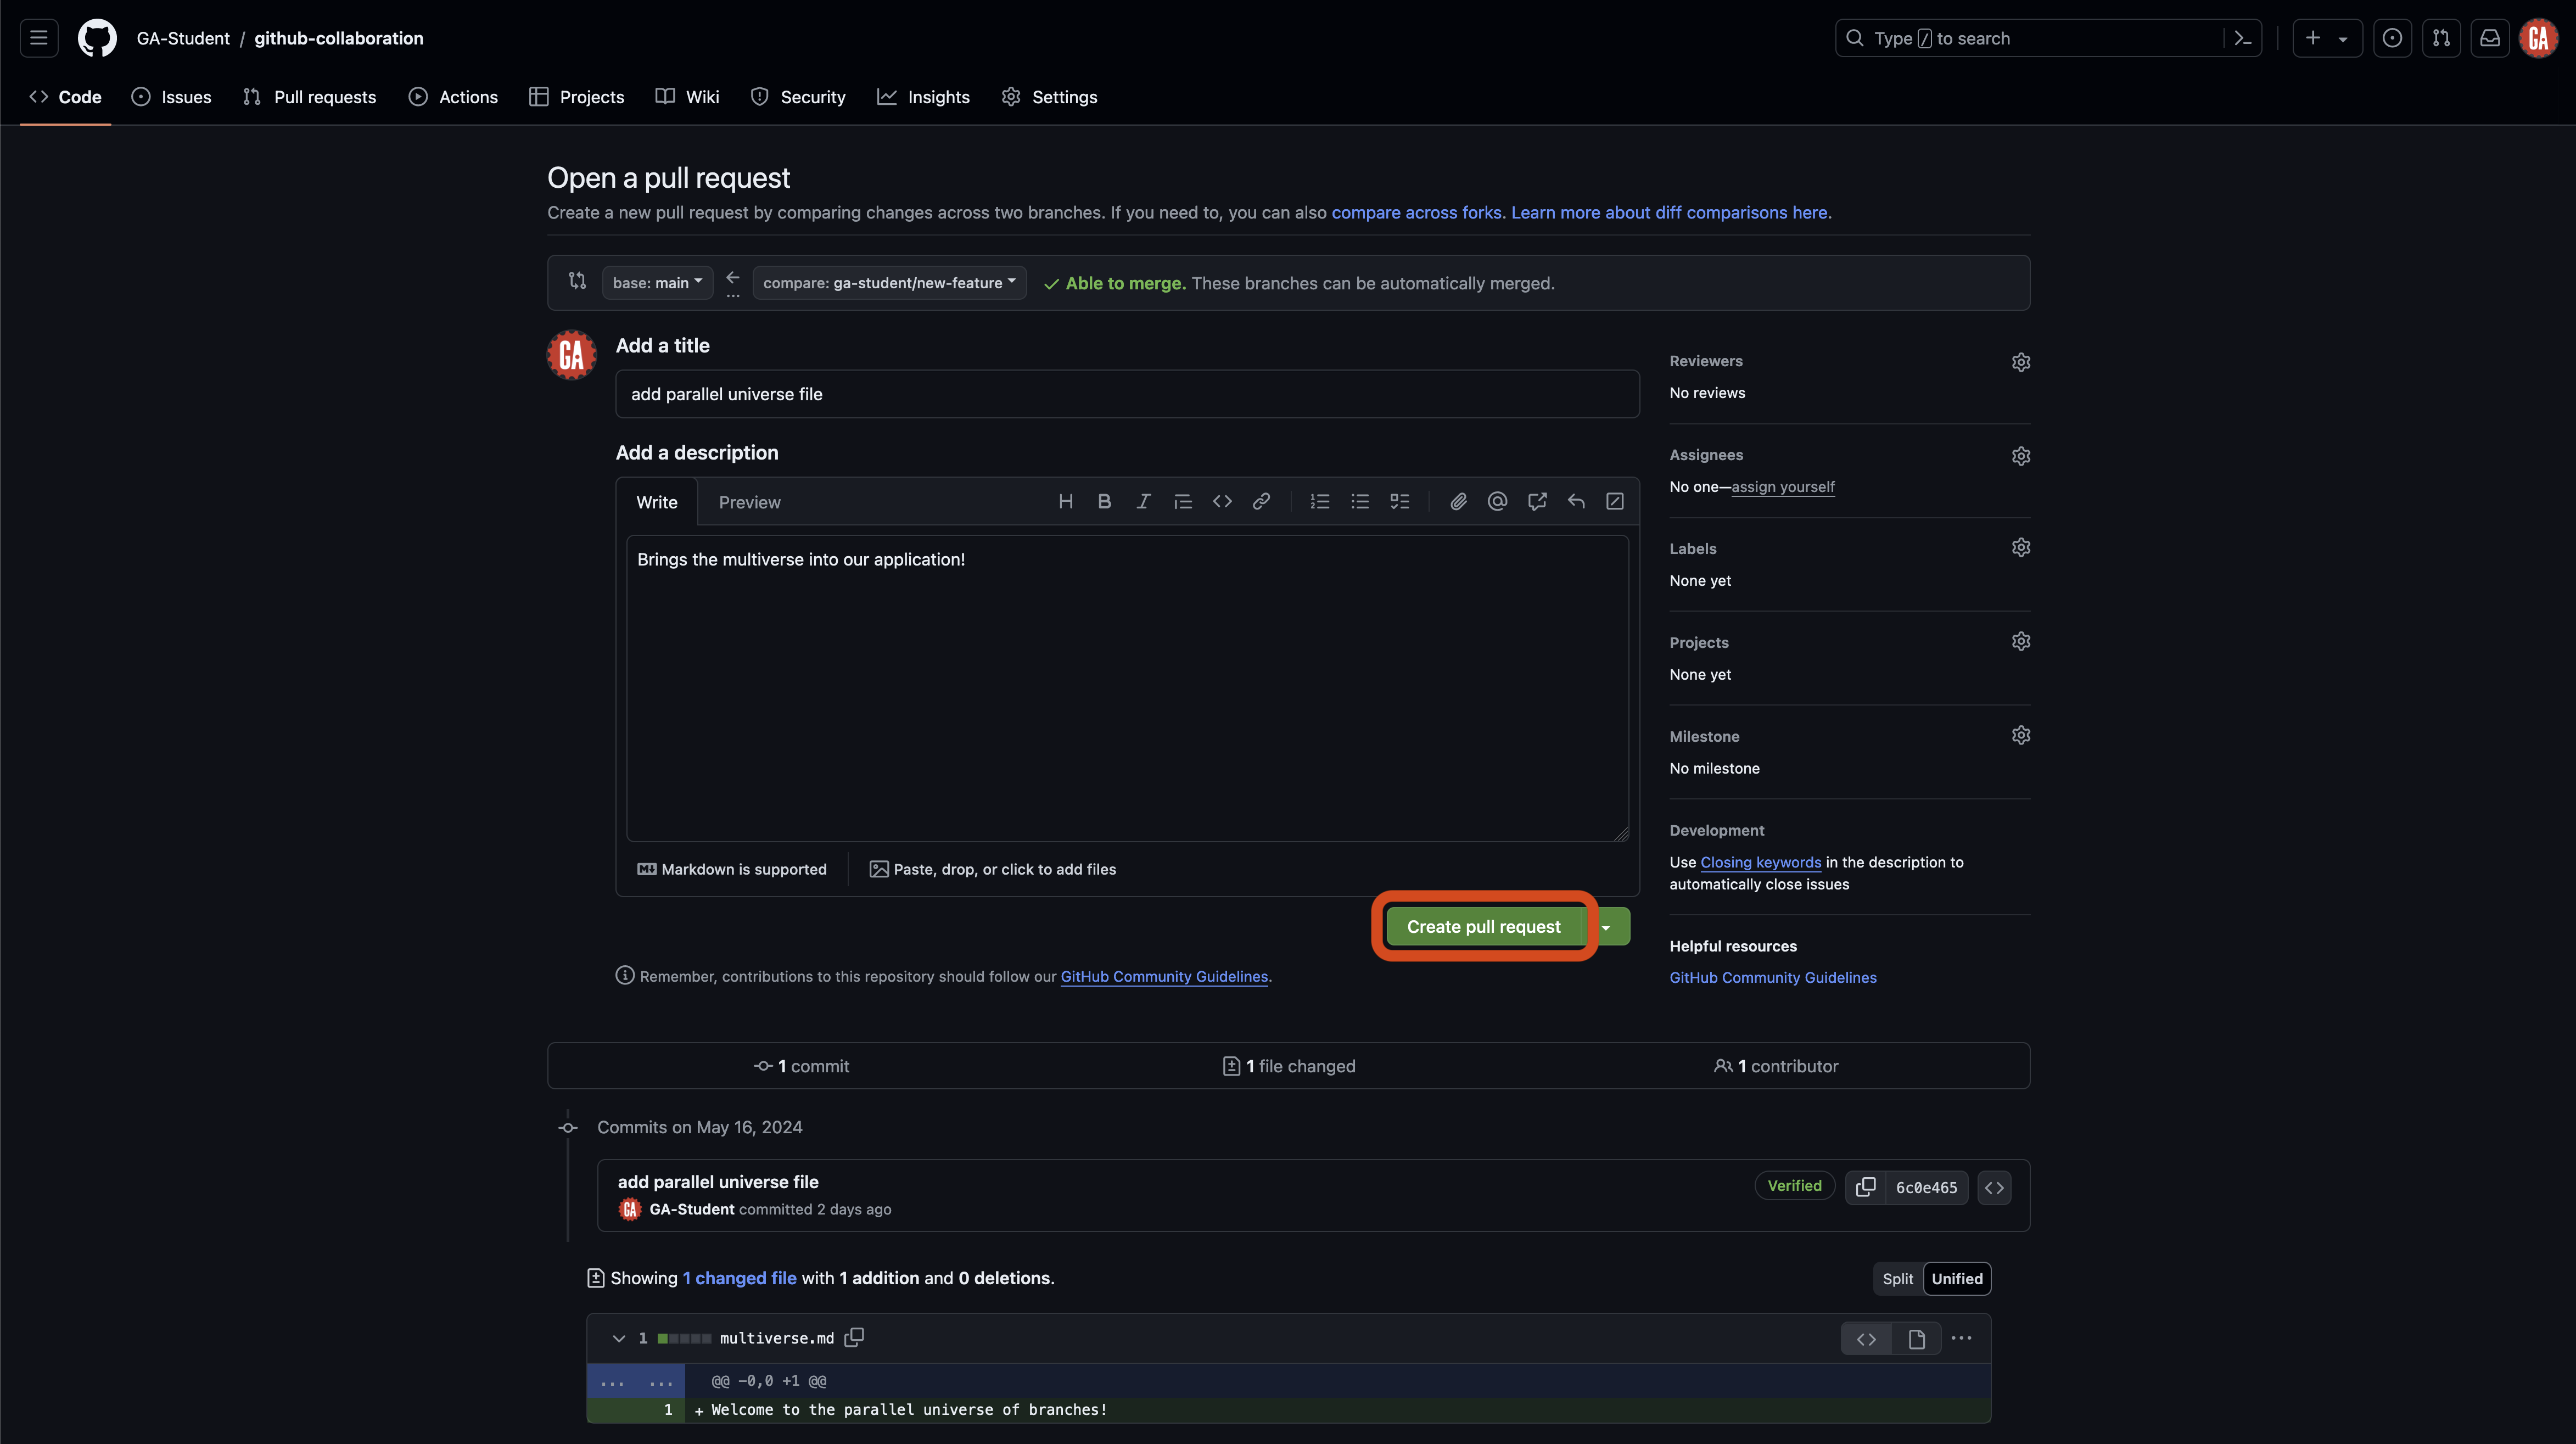 GA-Student / github-collaboration
Type / to search
GA
Code
Issues
Pull requests
Actions
Projects
Wiki
Security
Insights
Settings
Open a pull request
Create a new pull request by comparing changes across two branches. If you need to, you can also compare across forks. Learn more about diff comparisons here.
base: main
compare: ga-student/new-feature
Able to merge. These branches can be automatically merged.
GA
Add a title
add parallel universe file
Add a description
Write
Preview
Brings the multiverse into our application!
Markdown is supported
Paste, drop, or click to add files
Create pull request
Remember, contributions to this repository should follow our GitHub Community Guidelines.
Reviewers
No reviews
Assignees
No one—assign yourself
Labels
None yet
Projects
None yet
Milestone
No milestone
Development
Use Closing keywords in the description to
automatically close issues
Helpful resources
GitHub Community Guidelines
1 commit
1 file changed
1 contributor
Commits on May 16, 2024
add parallel universe file
GA
GA-Student committed 2 days ago
Verified
6c0e465
Showing 1 changed file with 1 addition and 0 deletions.
Split
Unified
1
multiverse.md
... ... @@ -0,0 +1 @@
1 + Welcome to the parallel universe of branches!